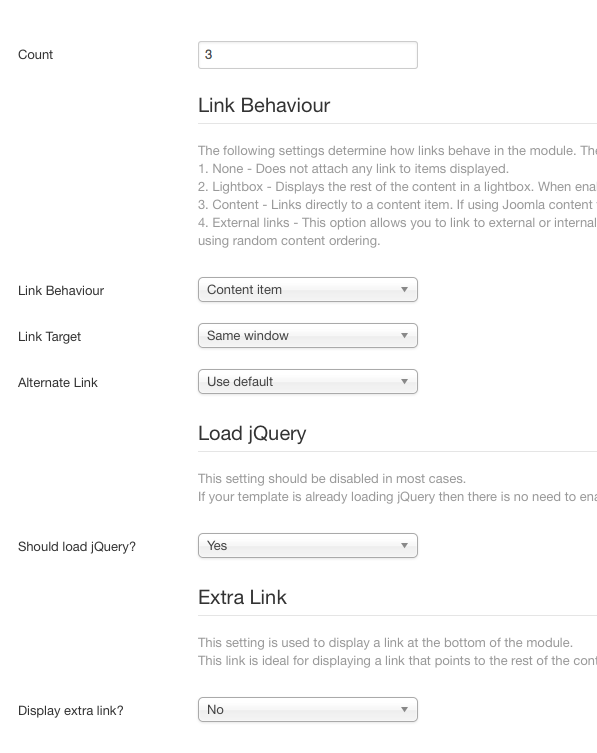 Count
3
Link Behaviour
The following settings determine how links behave in the module. The
1. None - Does not attach any link to items displayed.
2. Lightbox - Displays the rest of the content in a lightbox. When ena
3. Content - Links directly to a content item. If using Joomla content
4. External links - This option allows you to link to external or internal
using random content ordering.
Link Behaviour
Content item
Link Target
Same window
Alternate Link
Use default
Load jQuery
This setting should be disabled in most cases.
If your template is already loading jQuery then there is no need to ena
Should load jQuery?
Yes
Extra Link
This setting is used to display a link at the bottom of the module.
This link is ideal for displaying a link that points to the rest of the cont
Display extra link?
No